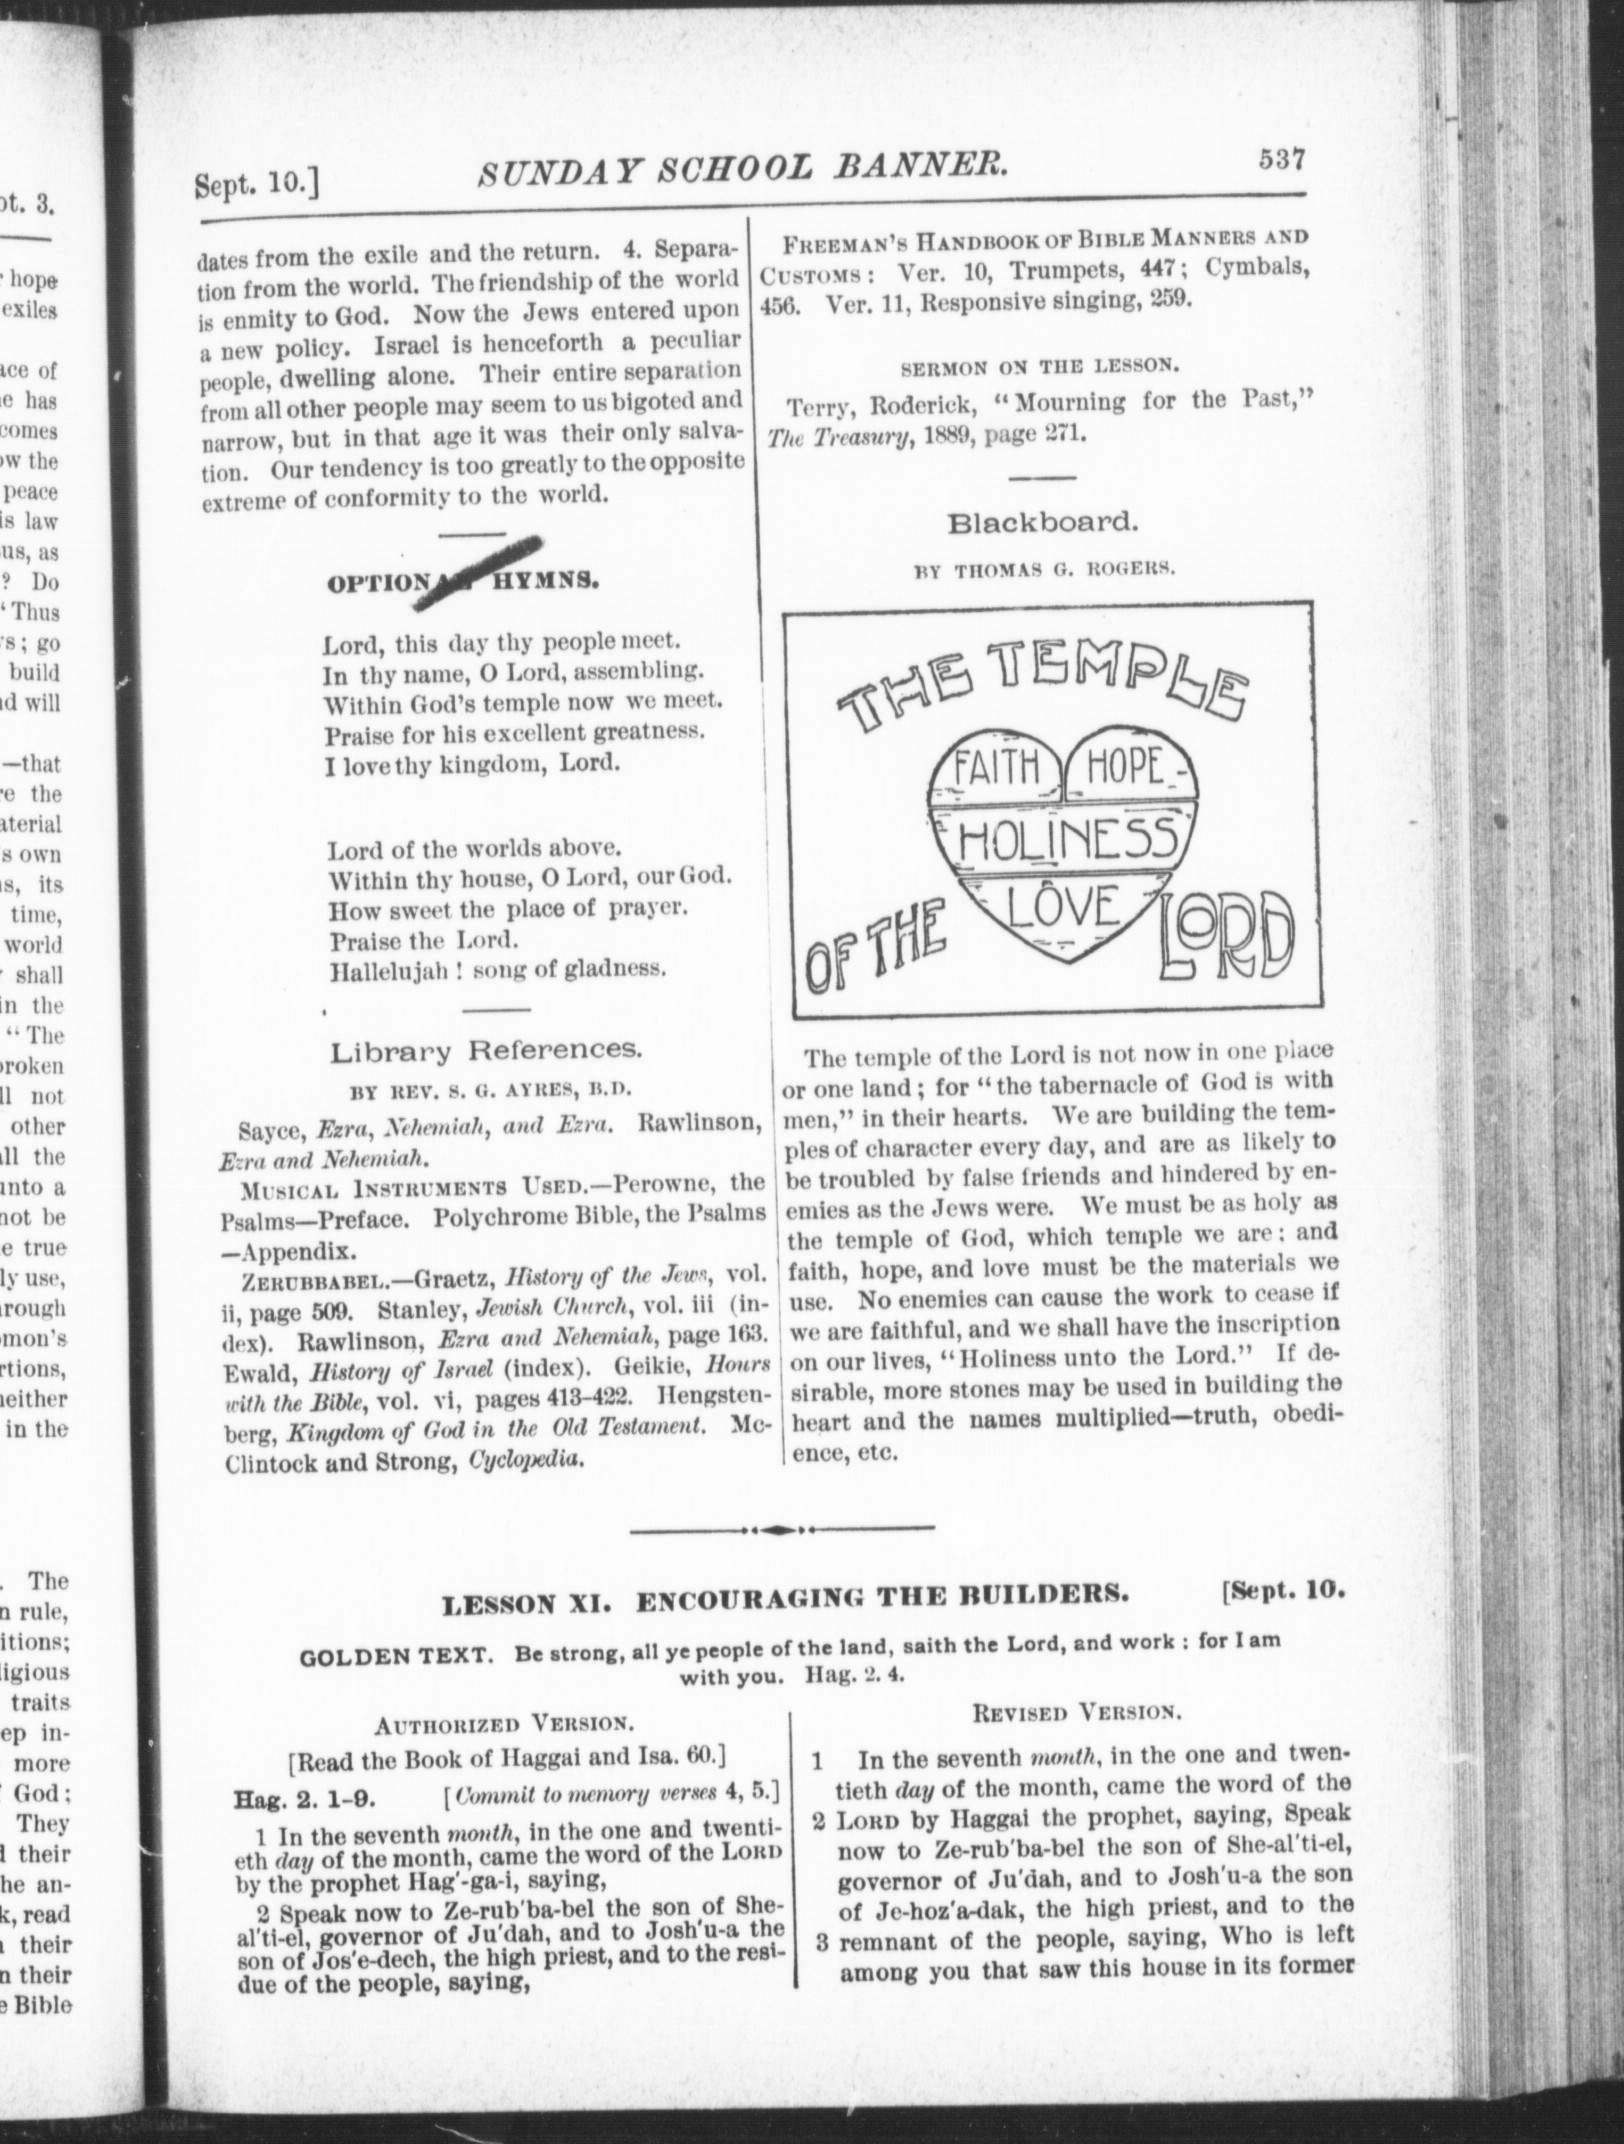 Sept. 10.]
SUNDAY SCHOOL BANNER.
537
dates from the exile and the return. 4. Separa-
tion from the world. The friendship of the world
is enmity to God. Now the Jews entered upon
a new policy. Israel is henceforth a peculiar
people, dwelling alone. Their entire separation
from all other people may seem to us bigoted and
narrow, but in that age it was their only salva-
tion. Our tendency is too greatly to the opposite
extreme of conformity to the world.
OPTIONAL HYMNS.
Lord, this day thy people meet.
In thy name, O Lord, assembling.
Within God's temple now we meet.
Praise for his excellent greatness.
I love thy kingdom, Lord.
Lord of the worlds above.
Within thy house, O Lord, our God.
How sweet the place of prayer.
Praise the Lord.
Hallelujah! song of gladness.
Library References.
BY REV. S. G. AYRES, B.D.
Sayce, Ezra, Nehemiah, and Ezra. Rawlinson,
Ezra and Nehemiah.
MUSICAL INSTRUMENTS USED.—Perowne, the
Psalms—Preface. Polychrome Bible, the Psalms
—Appendix.
ZERUBBABEL.—Graetz, History of the Jews, vol.
ii, page 509. Stanley, Jewish Church, vol. iii (in-
dex). Rawlinson, Ezra and Nehemiah, page 163.
Ewald, History of Israel (index). Geikie, Hours
with the Bible, vol. vi, pages 413-422. Hengsten-
berg, Kingdom of God in the Old Testament. Mc-
Clintock and Strong, Cyclopedia.
FREEMAN'S HANDBOOK OF BIBLE MANNERS AND
CUSTOMS: Ver. 10, Trumpets, 447; Cymbals,
456. Ver. 11, Responsive singing, 259.
SERMON ON THE LESSON.
Terry, Roderick, "Mourning for the Past,"
The Treasury, 1889, page 271.
Blackboard.
BY THOMAS G. ROGERS.
THE TEMPLE
FAITH HOPE
HOLINESS
LOVE
OF THE LORD
The temple of the Lord is not now in one place
or one land; for "the tabernacle of God is with
men," in their hearts. We are building the tem-
ples of character every day, and are as likely to
be troubled by false friends and hindered by en-
emies as the Jews were. We must be as holy as
the temple of God, which temple we are; and
faith, hope, and love must be the materials we
use. No enemies can cause the work to cease if
we are faithful, and we shall have the inscription
on our lives, "Holiness unto the Lord." If de-
sirable, more stones may be used in building the
heart and the names multiplied—truth, obedi-
ence, etc.
LESSON XI. ENCOURAGING THE BUILDERS. [Sept. 10.
GOLDEN TEXT. Be strong, all ye people of the land, saith the Lord, and work: for I am
with you. Hag. 2. 4.
AUTHORIZED VERSION.
[Read the Book of Haggai and Isa. 60.]
Hag. 2. 1-9. [Commit to memory verses 4, 5.]
1 In the seventh month, in the one and twenti-
eth day of the month, came the word of the LORD
by the prophet Hag'-ga-i, saying,
2 Speak now to Ze-rub'ba-bel the son of She-
al'ti-el, governor of Ju'dah, and to Josh'u-a the
son of Jos'e-dech, the high priest, and to the resi-
due of the people, saying,
REVISED VERSION.
1 In the seventh month, in the one and twen-
tieth day of the month, came the word of the
2 LORD by Haggai the prophet, saying, Speak
now to Ze-rub'ba-bel the son of She-al'ti-el,
governor of Ju'dah, and to Josh'u-a the son
of Je-hoz'a-dak, the high priest, and to the
3 remnant of the people, saying, Who is left
among you that saw this house in its former